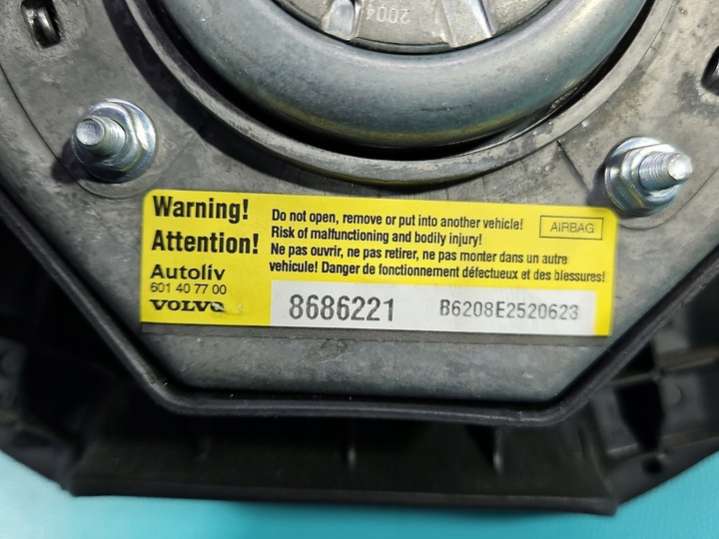 2004
Warning!
Attention!
Do not open, remove or put into another vehicle!
Risk of malfunctioning and bodily injury!
Ne pas ouvrir, ne pas retirer, ne pas monter dans un autre
vehicule! Danger de fonctionnement défectueux et des blessures!
AIRBAG
Autoliv
601 40 77 00
VOLVO
8686221
B6208E2520623